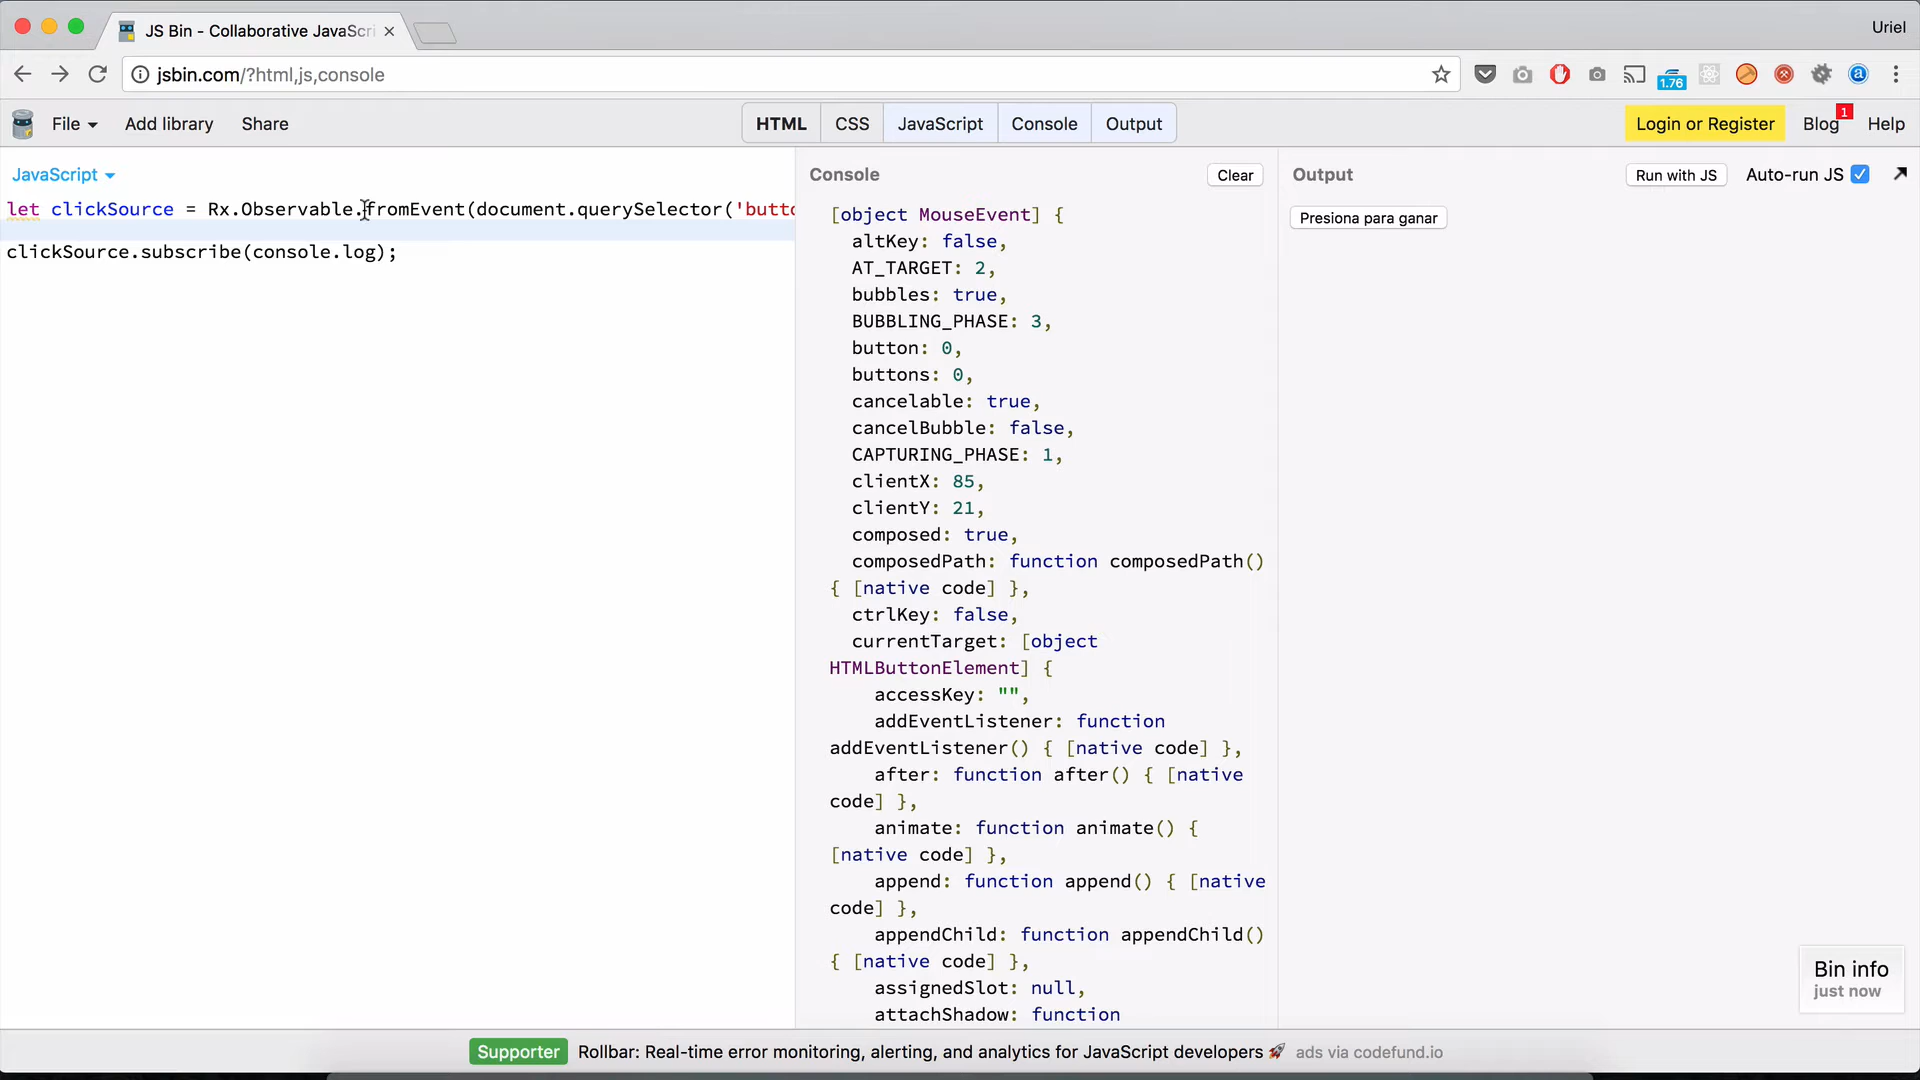 JS Bin - Collaborative JavaScri
Uriel
jsbin.com/?html,js,console
1.76
File
Add library
Share
HTML
CSS
JavaScript
Console
Output
Login or Register
Blog
1
Help
JavaScript
let clickSource = Rx.Observable.fromEvent(document.querySelector('butto
clickSource.subscribe(console.log);
Console
Clear
[object MouseEvent] {
altKey: false,
AT_TARGET: 2,
bubbles: true,
BUBBLING_PHASE: 3,
button: 0,
buttons: 0,
cancelable: true,
cancelBubble: false,
CAPTURING_PHASE: 1,
clientX: 85,
clientY: 21,
composed: true,
composedPath: function composedPath()
{ [native code] },
ctrlKey: false,
currentTarget: [object
HTMLButtonElement] {
accessKey: "",
addEventListener: function
addEventListener() { [native code] },
after: function after() { [native
code] },
animate: function animate() {
[native code] },
append: function append() { [native
code] },
appendChild: function appendChild()
{ [native code] },
assignedSlot: null,
attachShadow: function
Output
Run with JS
Auto-run JS
Presiona para ganar
Bin info
just now
Supporter
Rollbar: Real-time error monitoring, alerting, and analytics for JavaScript developers 🚀 ads via codefund.io